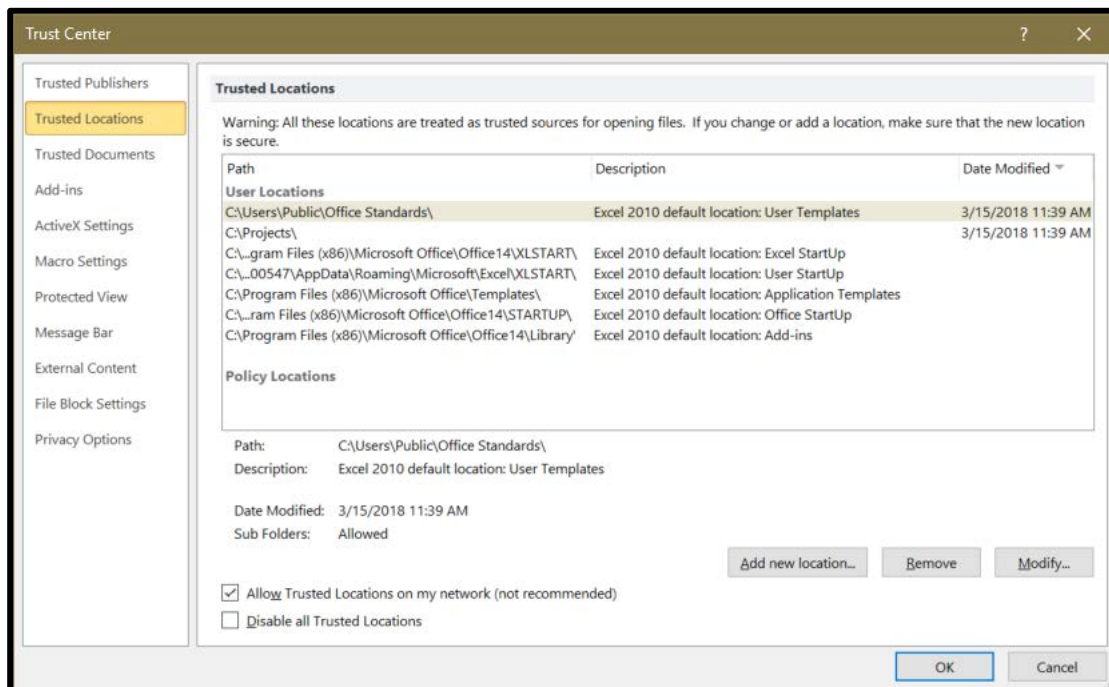 Trust Center
?
Trusted Publishers
Trusted Locations
Trusted Documents
Add-ins
ActiveX Settings
Macro Settings
Protected View
Message Bar
External Content
File Block Settings
Privacy Options
Trusted Locations
Warning: All these locations are treated as trusted sources for opening files. If you change or add a location, make sure that the new location
is secure.
Path Description Date Modified
User Locations
C:\Users\Public\Office Standards\ Excel 2010 default location: User Templates 3/15/2018 11:39 AM
C:\Projects\ 3/15/2018 11:39 AM
C:\...gram Files (x86)\Microsoft Office\Office14\XLSTART\ Excel 2010 default location: Excel StartUp
C:\...00547\AppData\Roaming\Microsoft\Excel\XLSTART\ Excel 2010 default location: User StartUp
C:\Program Files (x86)\Microsoft Office\Templates\ Excel 2010 default location: Application Templates
C:\...ram Files (x86)\Microsoft Office\Office14\STARTUP\ Excel 2010 default location: Office StartUp
C:\Program Files (x86)\Microsoft Office\Office14\Library' Excel 2010 default location: Add-ins
Policy Locations
Path: C:\Users\Public\Office Standards\
Description: Excel 2010 default location: User Templates
Date Modified: 3/15/2018 11:39 AM
Sub Folders: Allowed
Add new location... Remove Modify...
Allow Trusted Locations on my network (not recommended)
Disable all Trusted Locations
OK Cancel